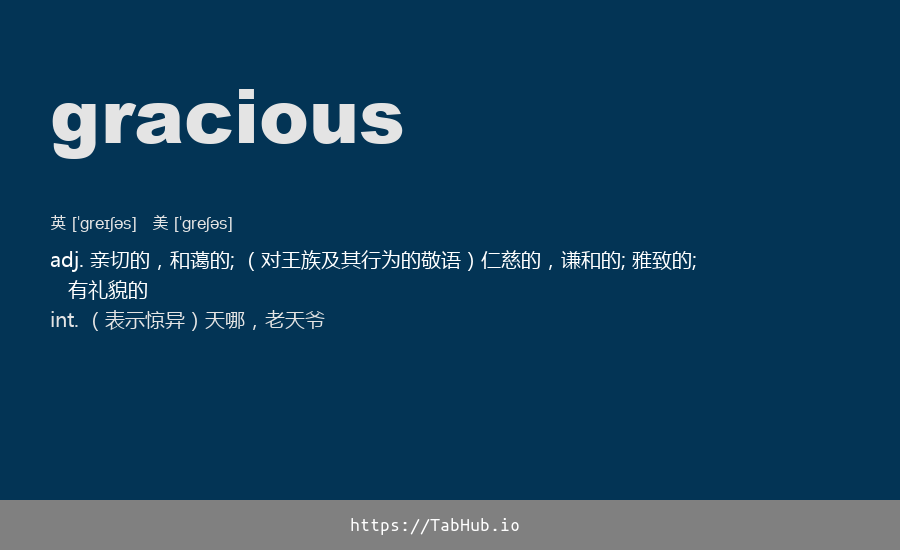 gracious
英 [ˈgreɪʃəs] 美 [ˈgreʃəs]
adj. 亲切的，和蔼的; （对王族及其行为的敬语）仁慈的，谦和的; 雅致的;
有礼貌的
int. （表示惊异）天哪，老天爷
https://TabHub.io